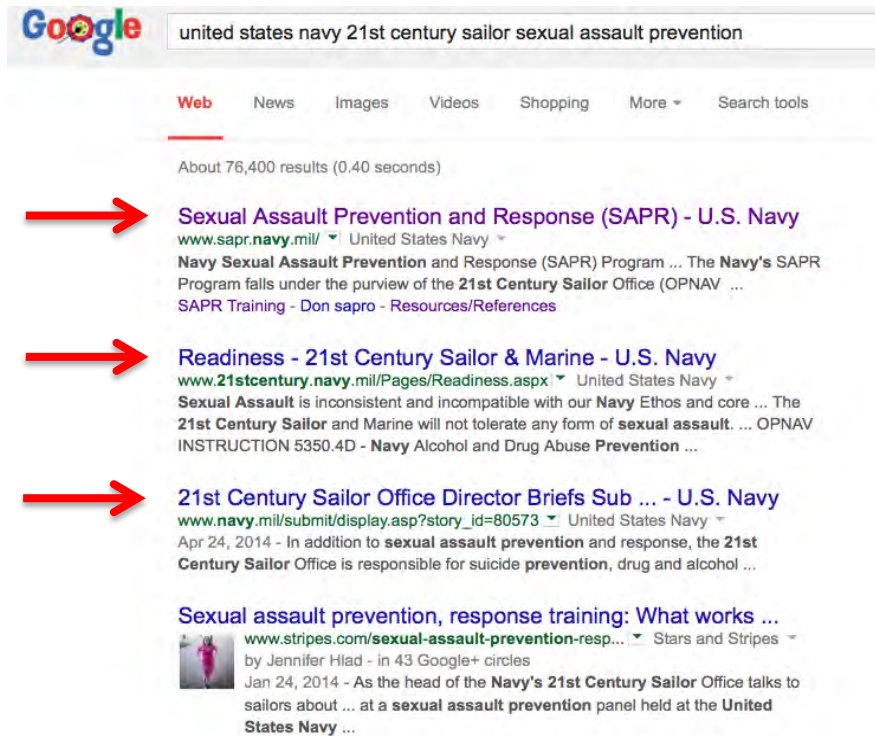 Google
united states navy 21st century sailor sexual assault prevention
Web News Images Videos Shopping More Search tools
About 76,400 results (0.40 seconds)
Sexual Assault Prevention and Response (SAPR) - U.S. Navy
www.sapr.navy.mil/ United States Navy
Navy Sexual Assault Prevention and Response (SAPR) Program ... The Navy's SAPR
Program falls under the purview of the 21st Century Sailor Office (OPNAV ...
SAPR Training - Don sapro - Resources/References
Readiness - 21st Century Sailor & Marine - U.S. Navy
www.21stcentury.navy.mil/Pages/Readiness.aspx United States Navy
Sexual Assault is inconsistent and incompatible with our Navy Ethos and core ... The
21st Century Sailor and Marine will not tolerate any form of sexual assault. ... OPNAV
INSTRUCTION 5350.4D - Navy Alcohol and Drug Abuse Prevention ...
21st Century Sailor Office Director Briefs Sub ... - U.S. Navy
www.navy.mil/submit/display.asp?story_id=80573 United States Navy
Apr 24, 2014 - In addition to sexual assault prevention and response, the 21st
Century Sailor Office is responsible for suicide prevention, drug and alcohol ...
Sexual assault prevention, response training: What works ...
www.stripes.com/sexual-assault-prevention-resp... Stars and Stripes
by Jennifer Hlad - in 43 Google+ circles
Jan 24, 2014 - As the head of the Navy's 21st Century Sailor Office talks to
sailors about ... at a sexual assault prevention panel held at the United
States Navy ...